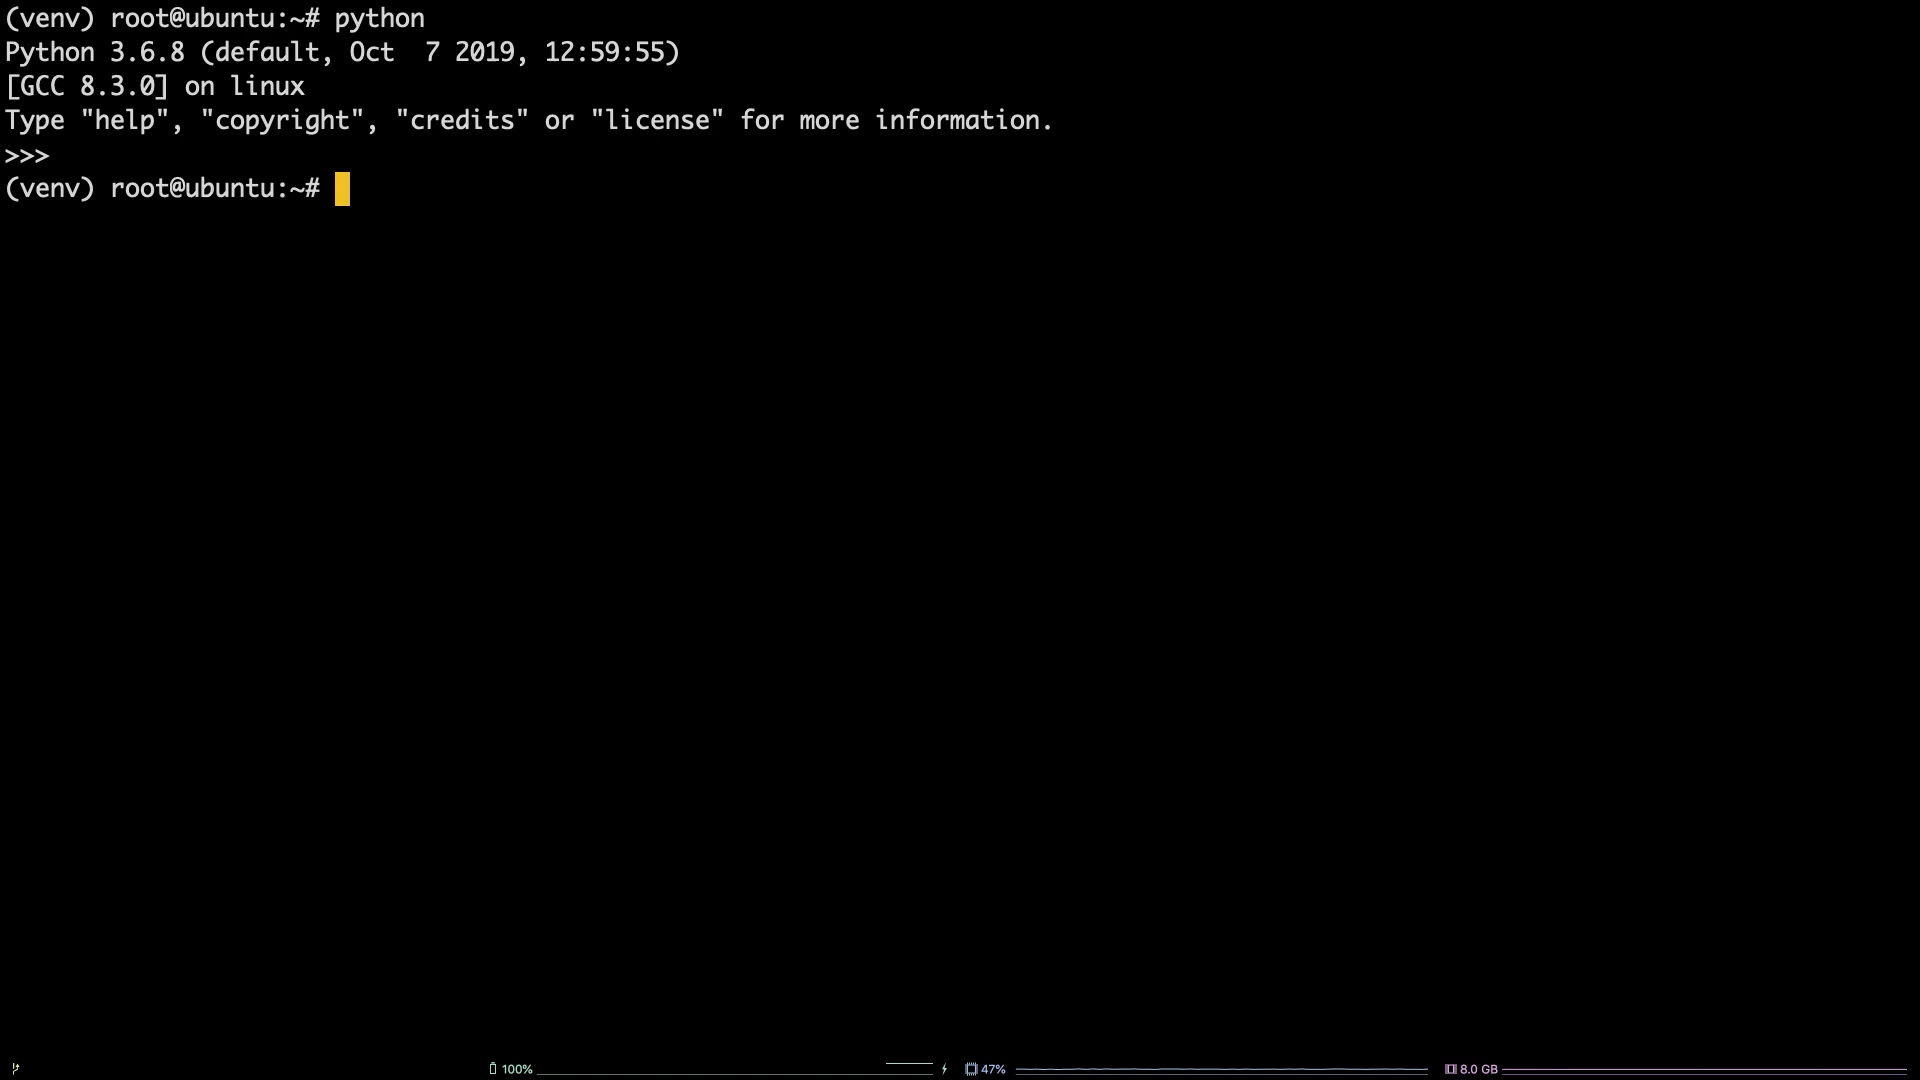 (venv) root@ubuntu:~# python
Python 3.6.8 (default, Oct  7 2019, 12:59:55)
[GCC 8.3.0] on linux
Type "help", "copyright", "credits" or "license" for more information.
>>>
(venv) root@ubuntu:~#
100% 47% 8.0 GB